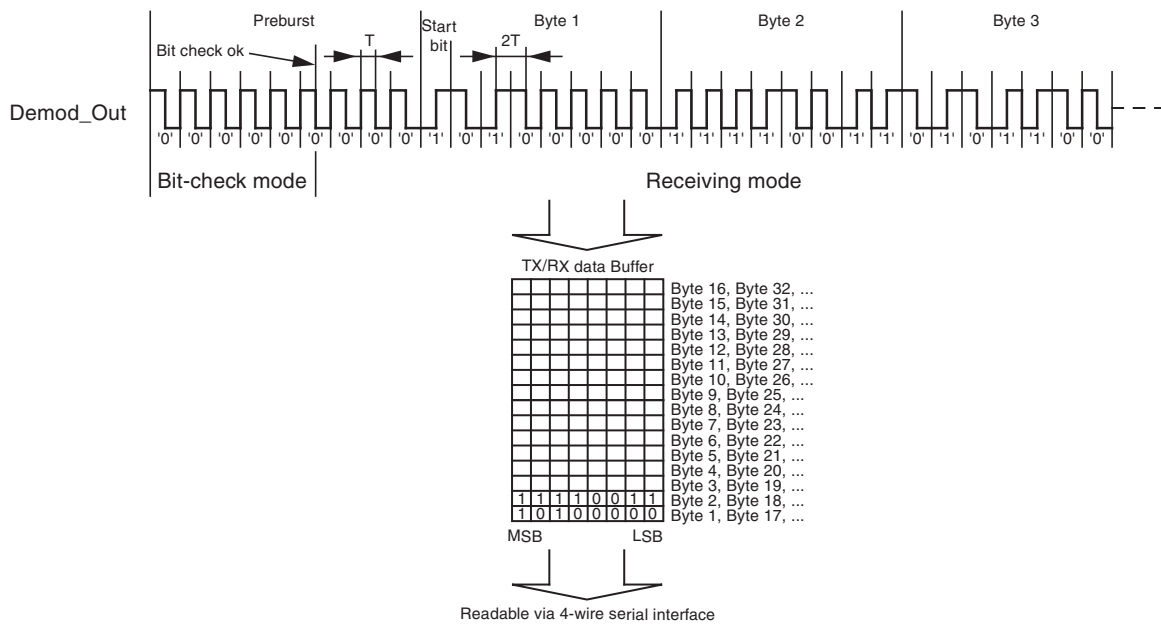 Preburst
Start bit
Byte 1
Byte 2
Byte 3
Bit check ok
T
2T
Demod_Out
'0' '0' '0' '0' '0' '0' '0' '0' '0' '1' '0' '1' '0' '0' '0' '0' '0' '1' '1' '1' '1' '0' '0' '1' '1' '0' '1' '0' '1' '1' '0' '0'
Bit-check mode
Receiving mode
TX/RX data Buffer
Byte 16, Byte 32, ...
Byte 15, Byte 31, ...
Byte 14, Byte 30, ...
Byte 13, Byte 29, ...
Byte 12, Byte 28, ...
Byte 11, Byte 27, ...
Byte 10, Byte 26, ...
Byte 9, Byte 25, ...
Byte 8, Byte 24, ...
Byte 7, Byte 23, ...
Byte 6, Byte 22, ...
Byte 5, Byte 21, ...
Byte 4, Byte 20, ...
Byte 3, Byte 19, ...
1 1 1 1 0 0 1 1 Byte 2, Byte 18, ...
1 0 1 0 0 0 0 0 Byte 1, Byte 17, ...
MSB LSB
Readable via 4-wire serial interface